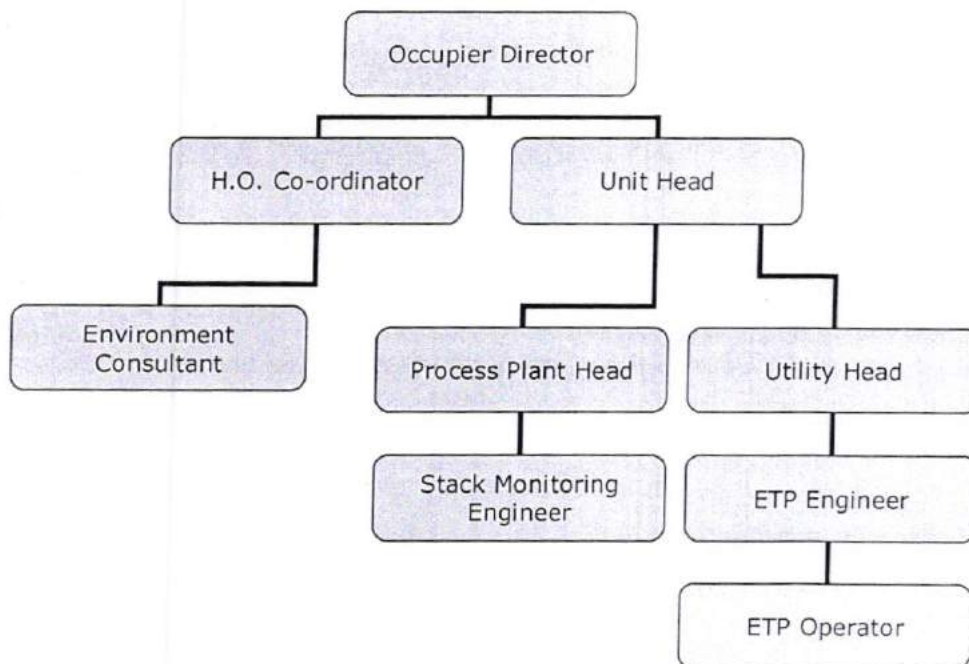 Occupier Director
H.O. Co-ordinator
Unit Head
Environment
Consultant
Process Plant Head
Utility Head
Stack Monitoring
Engineer
ETP Engineer
ETP Operator